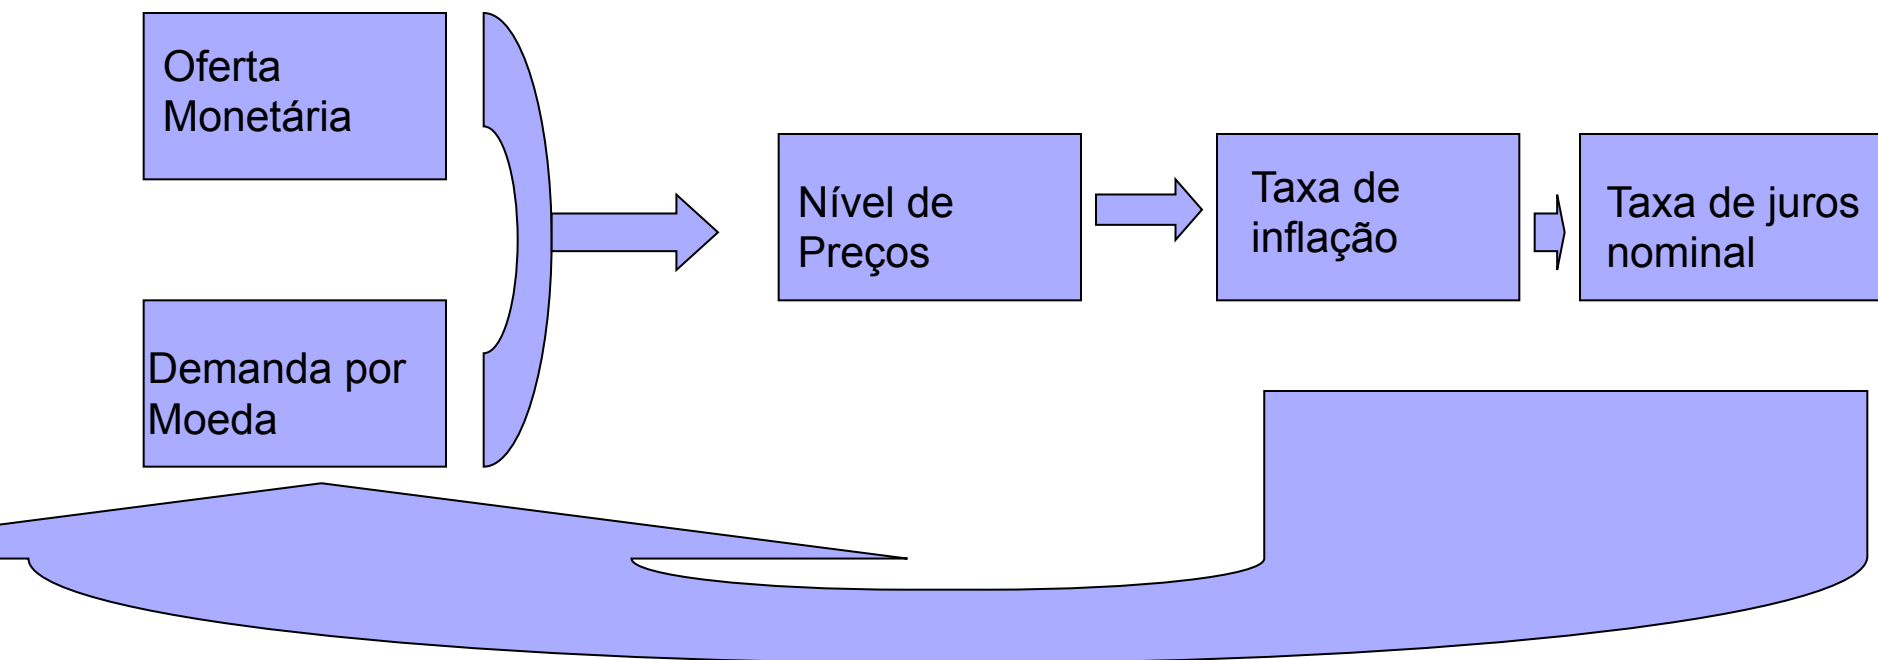 Oferta
Monetária
Nível de
Preços
Taxa de
inflação
Taxa de juros
nominal
Demanda por
Moeda